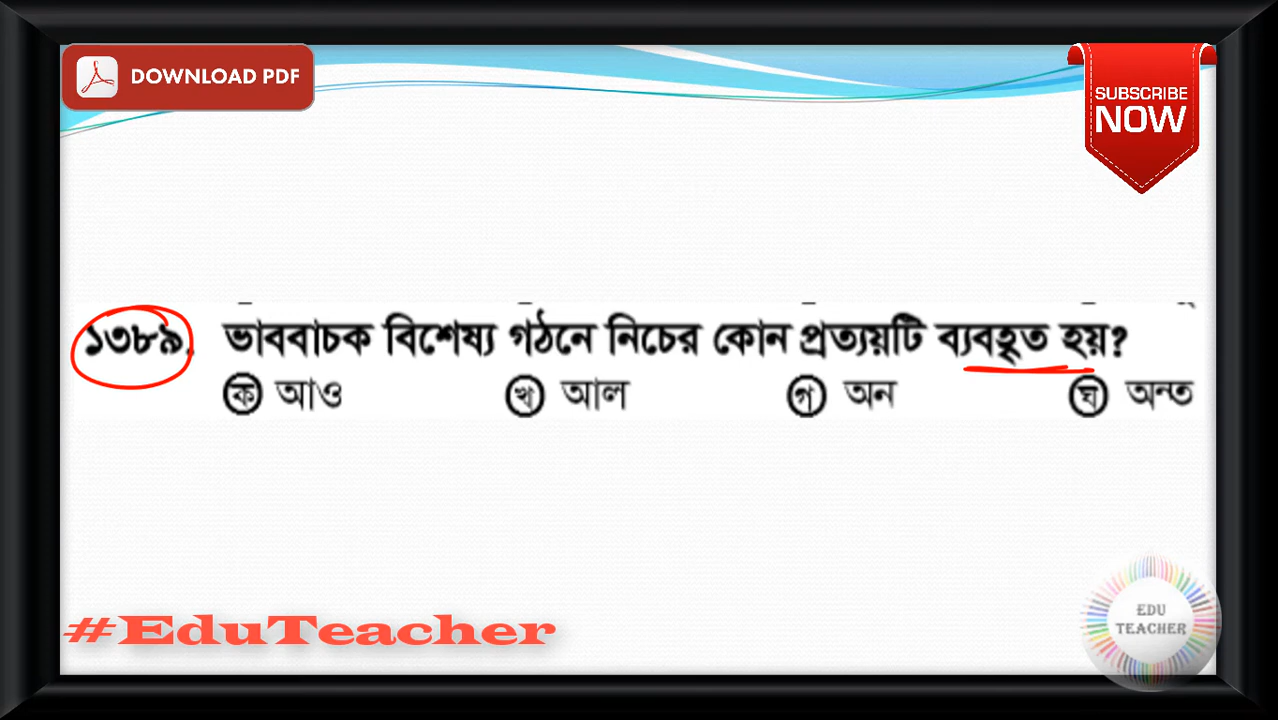 DOWNLOAD PDF
SUBSCRIBE
NOW
১৩৮৯. ভাববাচক বিশেষ্য গঠনে নিচের কোন প্রত্যয়টি ব্যবহৃত হয়?
ক আও খ আল গ অন ঘ অন্ত
#EduTeacher
EDU
TEACHER